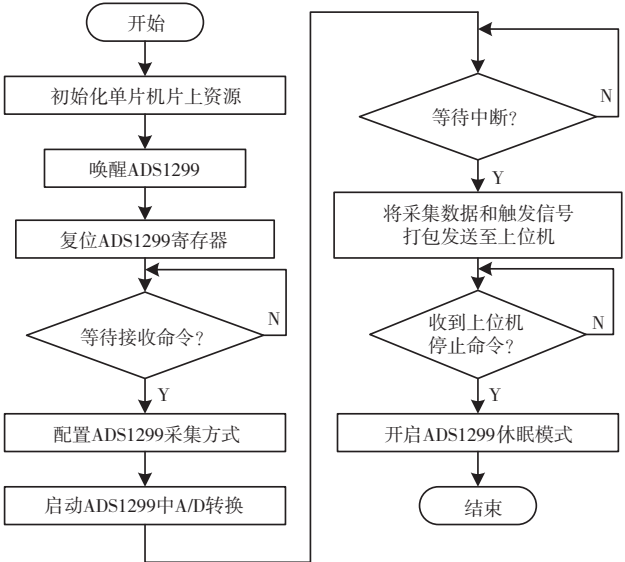 开始
初始化单片机片上资源
唤醒ADS1299
复位ADS1299寄存器
等待接收命令?
N
Y
配置ADS1299采集方式
启动ADS1299中A/D转换
等待中断?
N
Y
将采集数据和触发信号
打包发送至上位机
收到上位机
停止命令?
N
Y
开启ADS1299休眠模式
结束